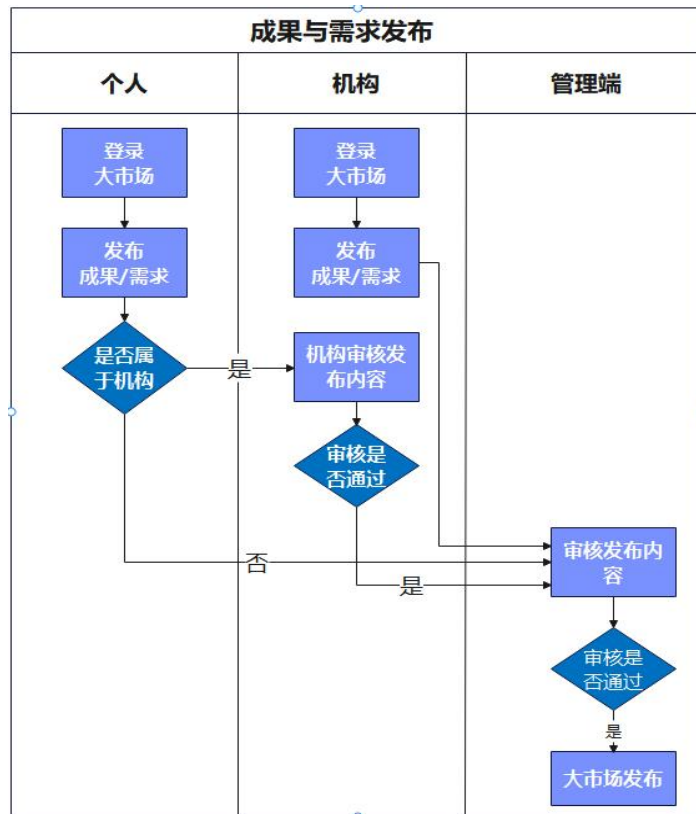 成果与需求发布
个人
机构
管理端
登录
大市场
登录
大市场
发布
成果/需求
发布
成果/需求
是否属
于机构
是
机构审核发
布内容
审核是
否通过
否
是
审核发布内
容
审核是
否通过
是
大市场发布